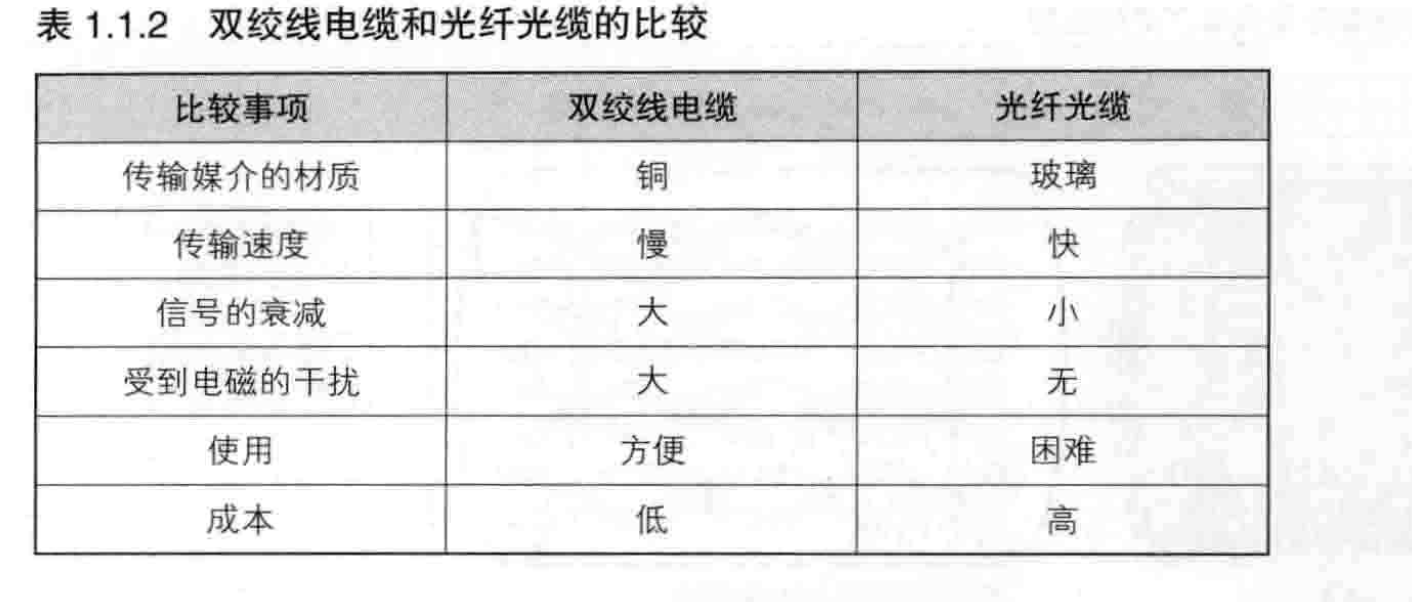 表 1.1.2 双绞线电缆和光纤光缆的比较
比较事项 双绞线电缆 光纤光缆
传输媒介的材质 铜 玻璃
传输速度 慢 快
信号的衰减 大 小
受到电磁的干扰 大 无
使用 方便 困难
成本 低 高